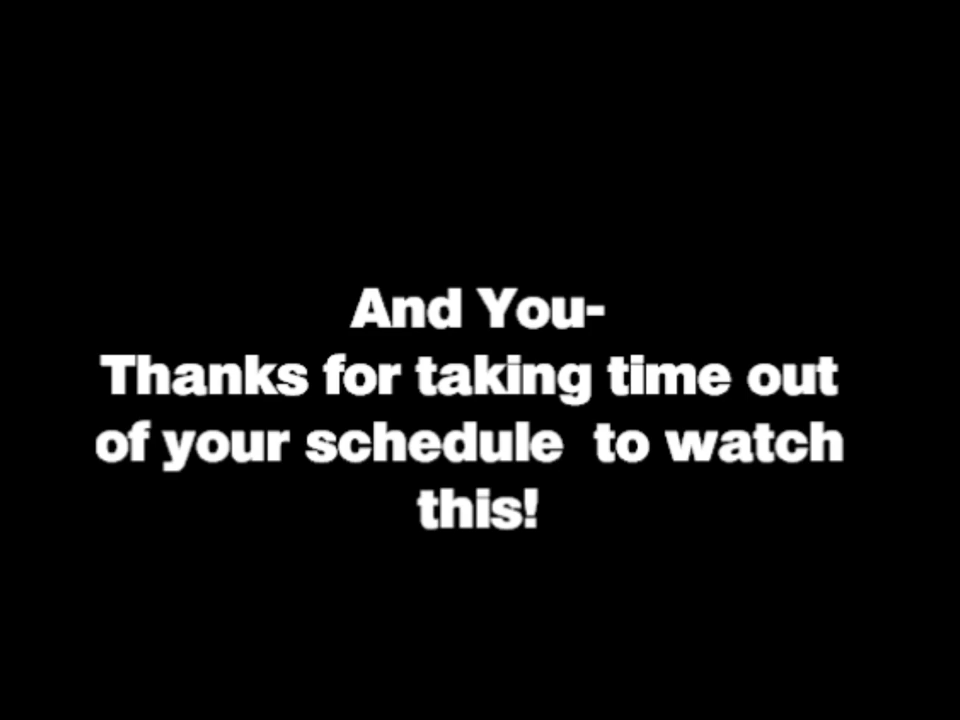 And You-
Thanks for taking time out
of your schedule  to watch
this!